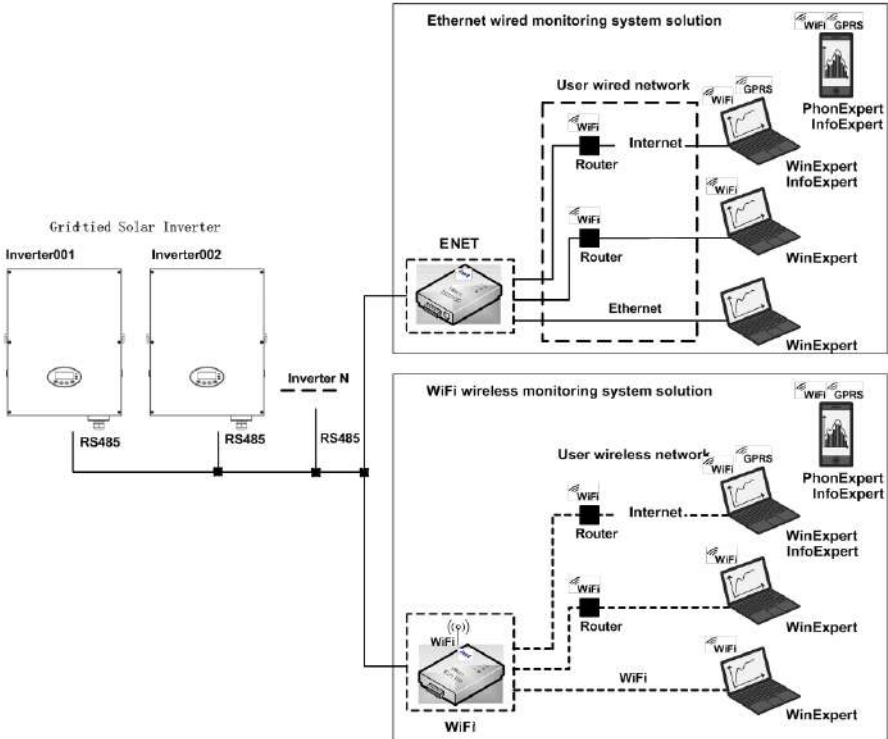 Ethernet wired monitoring system solution
WiFi GPRS
PhonExpert
InfoExpert
User wired network
WiFi
Router
Internet
WiFi GPRS
WinExpert
InfoExpert
WiFi
Router
WiFi
WinExpert
ENET
Ethernet
WinExpert
Gridtied Solar Inverter
Inverter001
Inverter002
Inverter N
RS485
RS485
RS485
WiFi wireless monitoring system solution
WiFi GPRS
PhonExpert
InfoExpert
User wireless network
WiFi
Router
Internet
WiFi GPRS
WinExpert
InfoExpert
WiFi
Router
WiFi
WinExpert
WiFi
WiFi
WiFi
WiFi
WinExpert